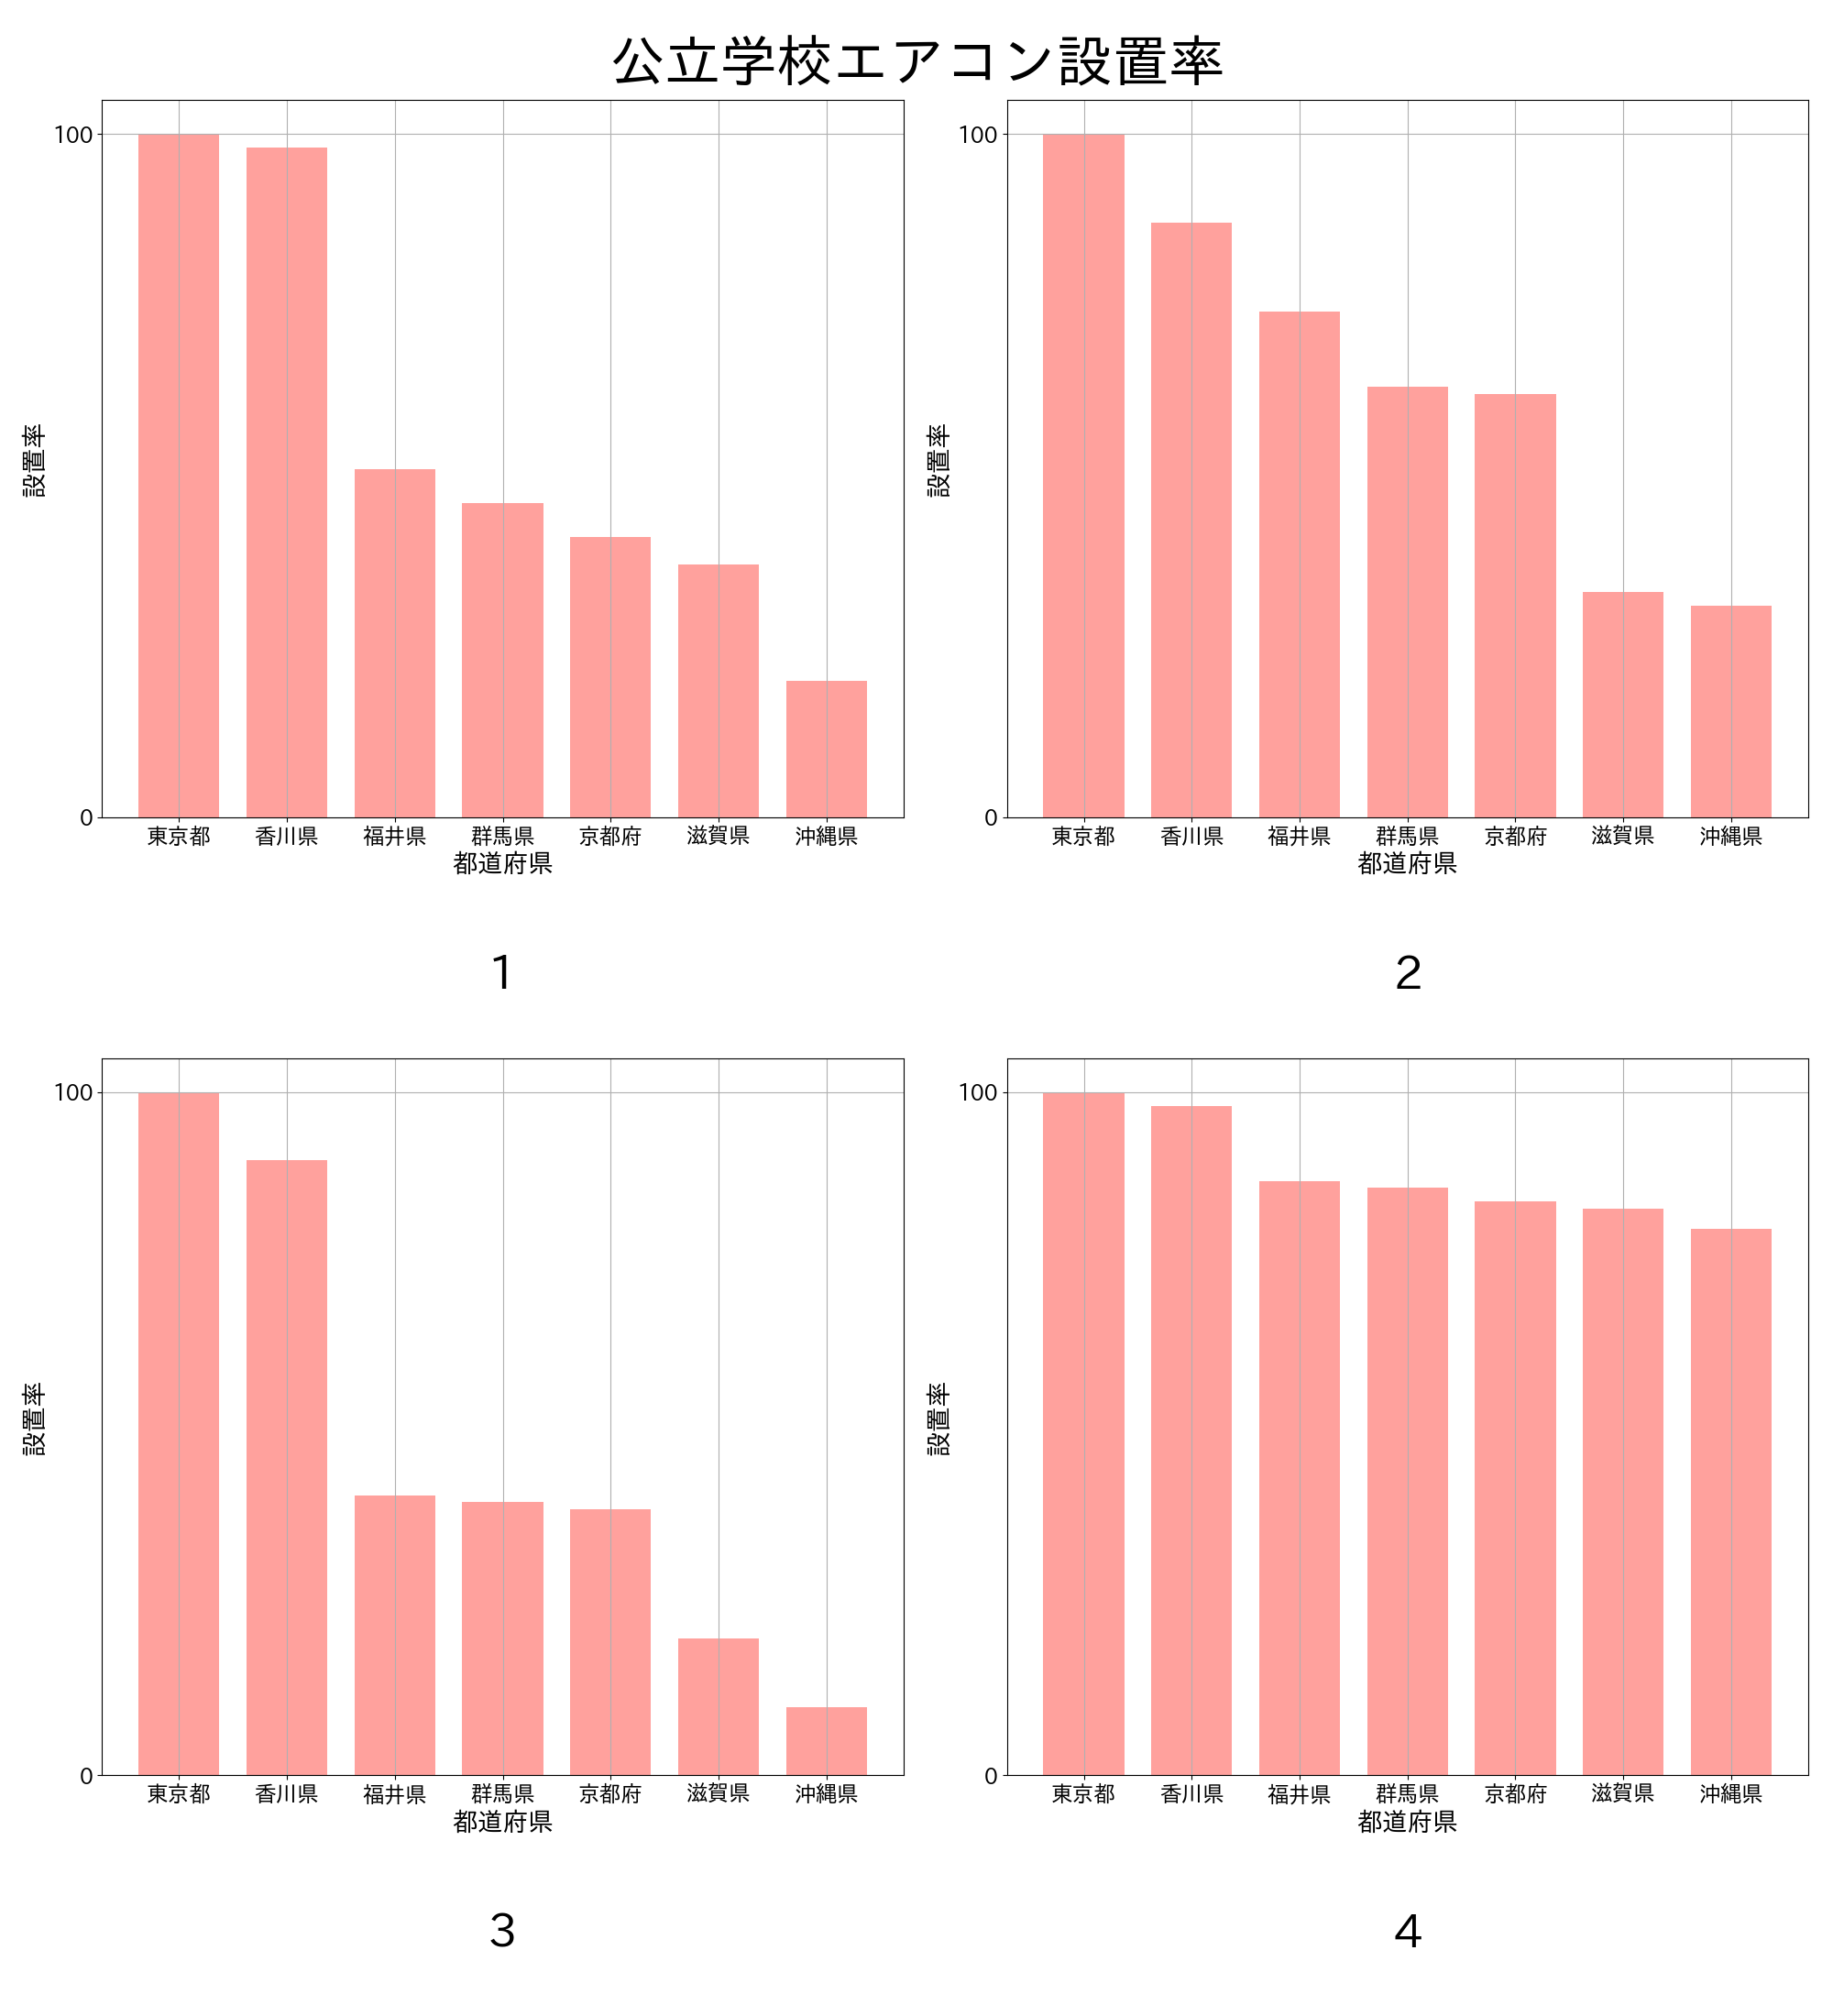 公立学校エアコン設置率
100
設置率
0
東京都 香川県 福井県 群馬県 京都府 滋賀県 沖縄県
都道府県
1
100
設置率
0
東京都 香川県 福井県 群馬県 京都府 滋賀県 沖縄県
都道府県
2
100
設置率
0
東京都 香川県 福井県 群馬県 京都府 滋賀県 沖縄県
都道府県
3
100
設置率
0
東京都 香川県 福井県 群馬県 京都府 滋賀県 沖縄県
都道府県
4